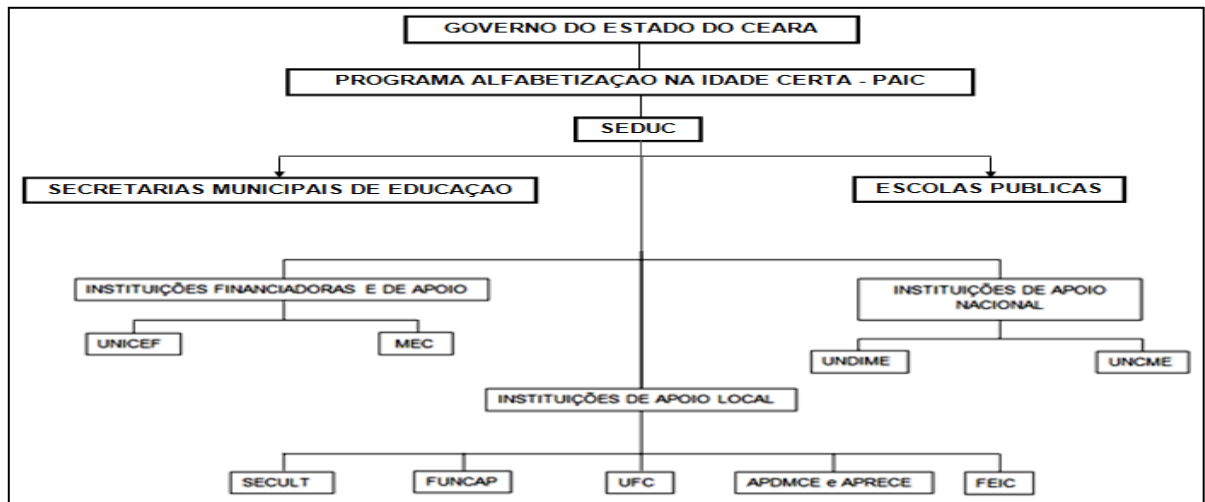 GOVERNO DO ESTADO DO CEARA
PROGRAMA ALFABETIZAÇAO NA IDADE CERTA - PAIC
SEDUC
SECRETARIAS MUNICIPAIS DE EDUCAÇAO
ESCOLAS PUBLICAS
INSTITUIÇÕES FINANCIADORAS E DE APOIO
INSTITUIÇÕES DE APOIO
NACIONAL
UNICEF
MEC
UNDIME
UNCME
INSTITUIÇÕES DE APOIO LOCAL
SECULT
FUNCAP
UFC
APDMCE e APRECE
FEIC